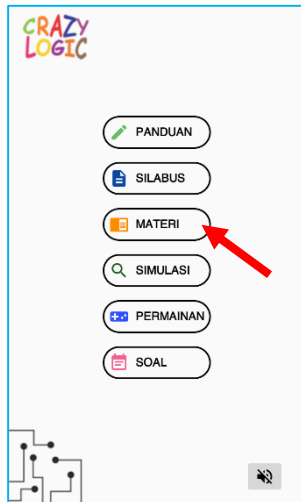 CRAZY
LOGIC
PANDUAN
SILABUS
MATERI
SIMULASI
PERMAINAN
SOAL